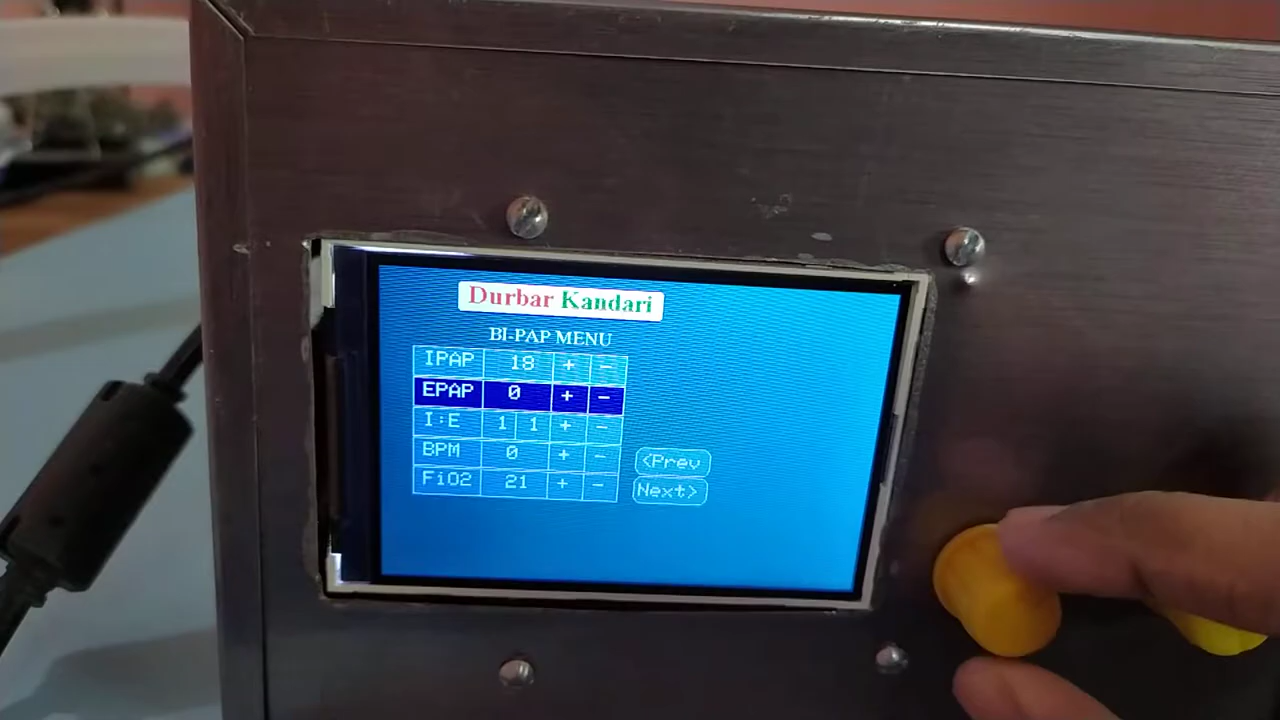 Durbar Kandari
BI-PAP MENU
IPAP 18 + -
EPAP 0 + -
I:E 1 1 + -
BPM 0 + -
FiO2 21 + -
<Prev
Next>